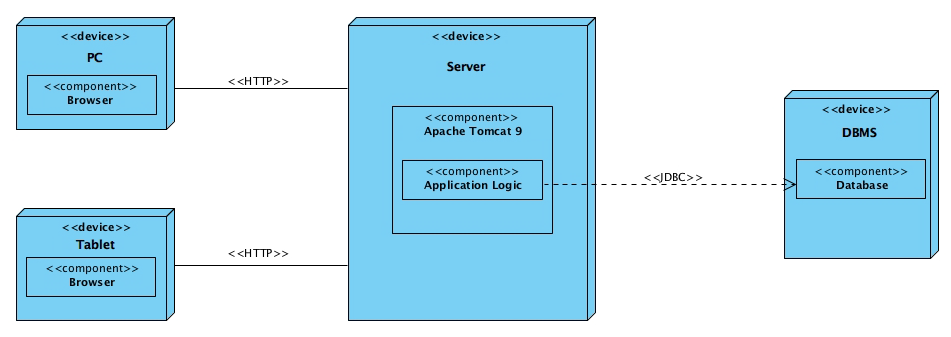 <<device>>
PC
<<component>>
Browser
<<HTTP>>
<<device>>
Server
<<component>>
Apache Tomcat 9
<<component>>
Application Logic
<<JDBC>>
<<device>>
DBMS
<<component>>
Database
<<device>>
Tablet
<<component>>
Browser
<<HTTP>>